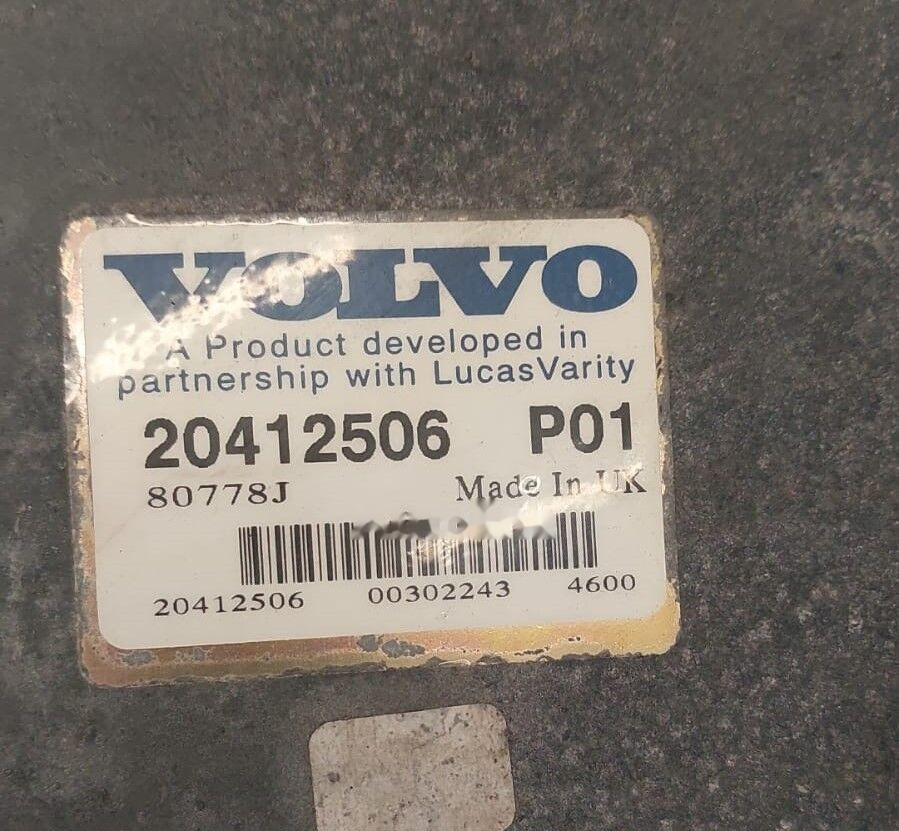 VOLVO
A Product developed in
partnership with LucasVarity
20412506 P01
80778J Made In UK
20412506 00302243 4600